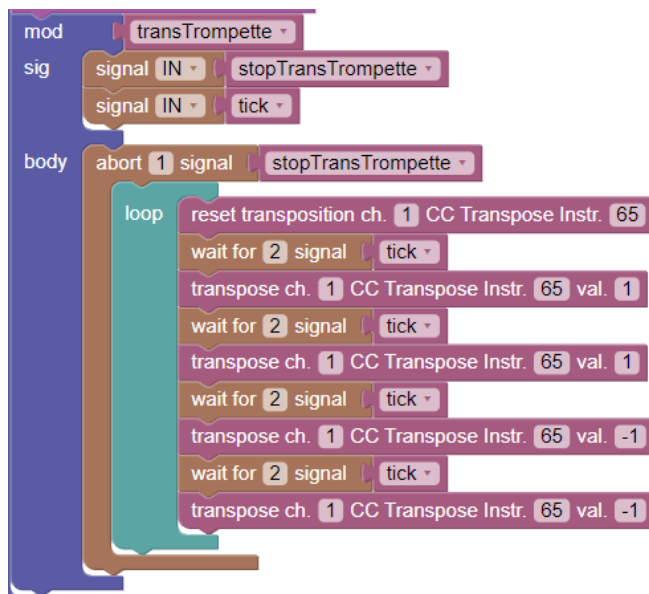 mod transTrompette
sig signal IN stopTransTrompette
signal IN tick
body abort 1 signal stopTransTrompette
loop reset transposition ch. 1 CC Transpose Instr. 65
wait for 2 signal tick
transpose ch. 1 CC Transpose Instr. 65 val. 1
wait for 2 signal tick
transpose ch. 1 CC Transpose Instr. 65 val. 1
wait for 2 signal tick
transpose ch. 1 CC Transpose Instr. 65 val. -1
wait for 2 signal tick
transpose ch. 1 CC Transpose Instr. 65 val. -1